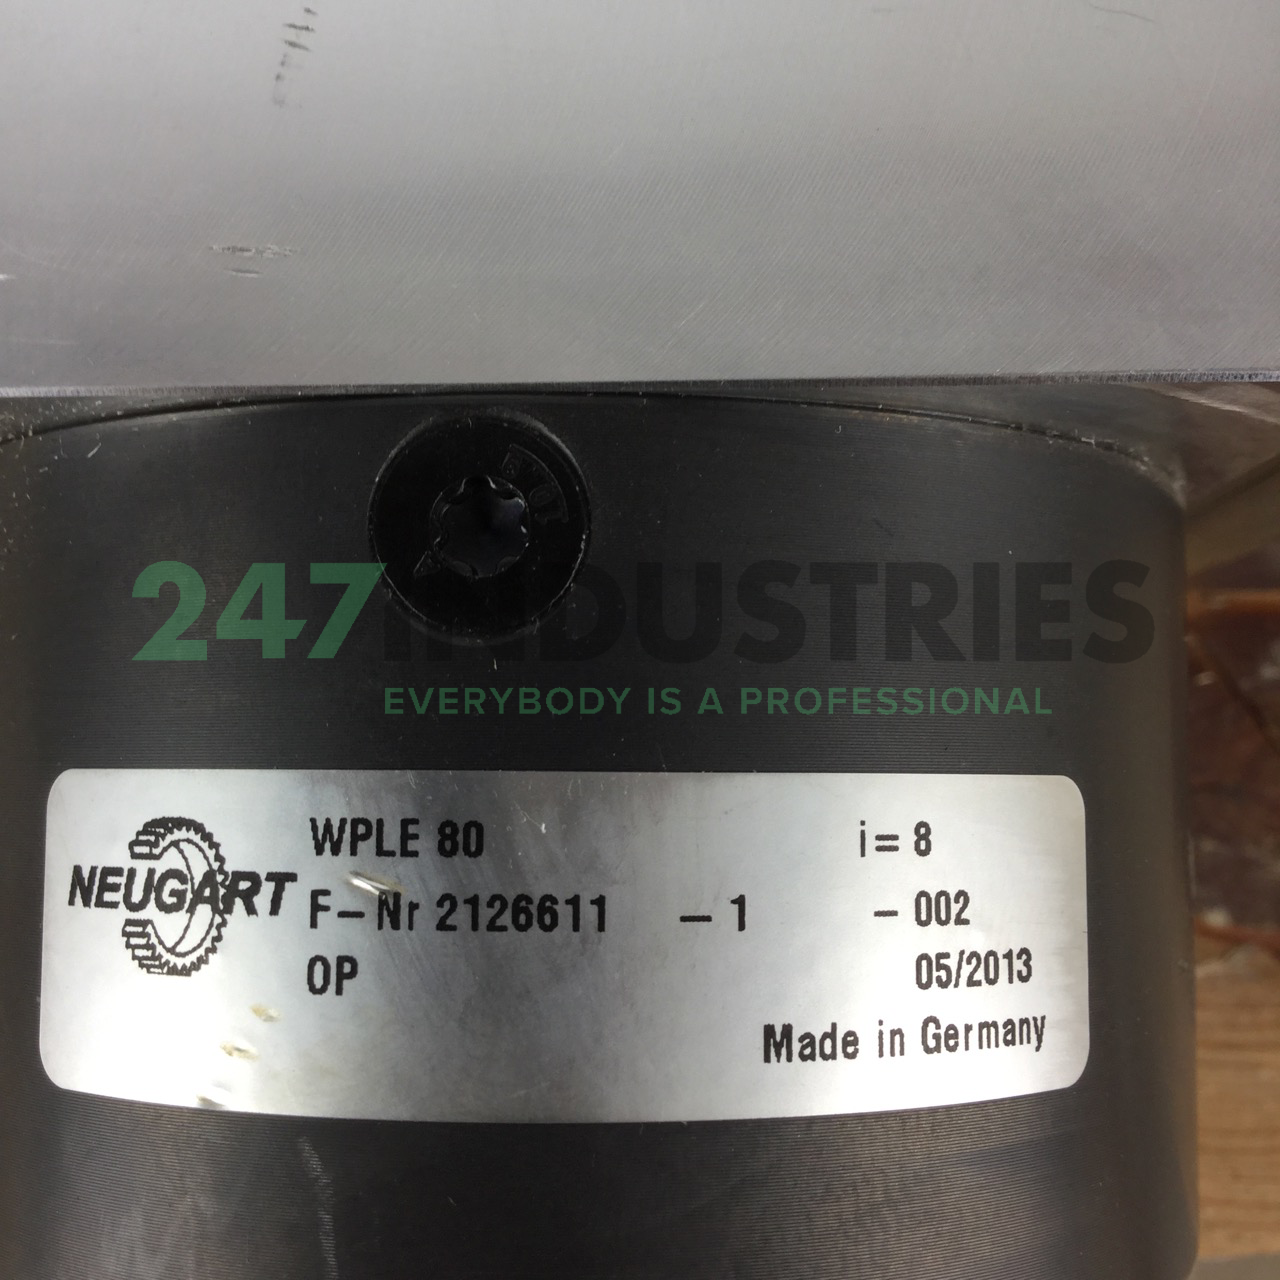 247INDUSTRIES
EVERYBODY IS A PROFESSIONAL
NEUGART
WPLE 80 i = 8
F-Nr 2126611 - 1 - 002
OP 05/2013
Made in Germany